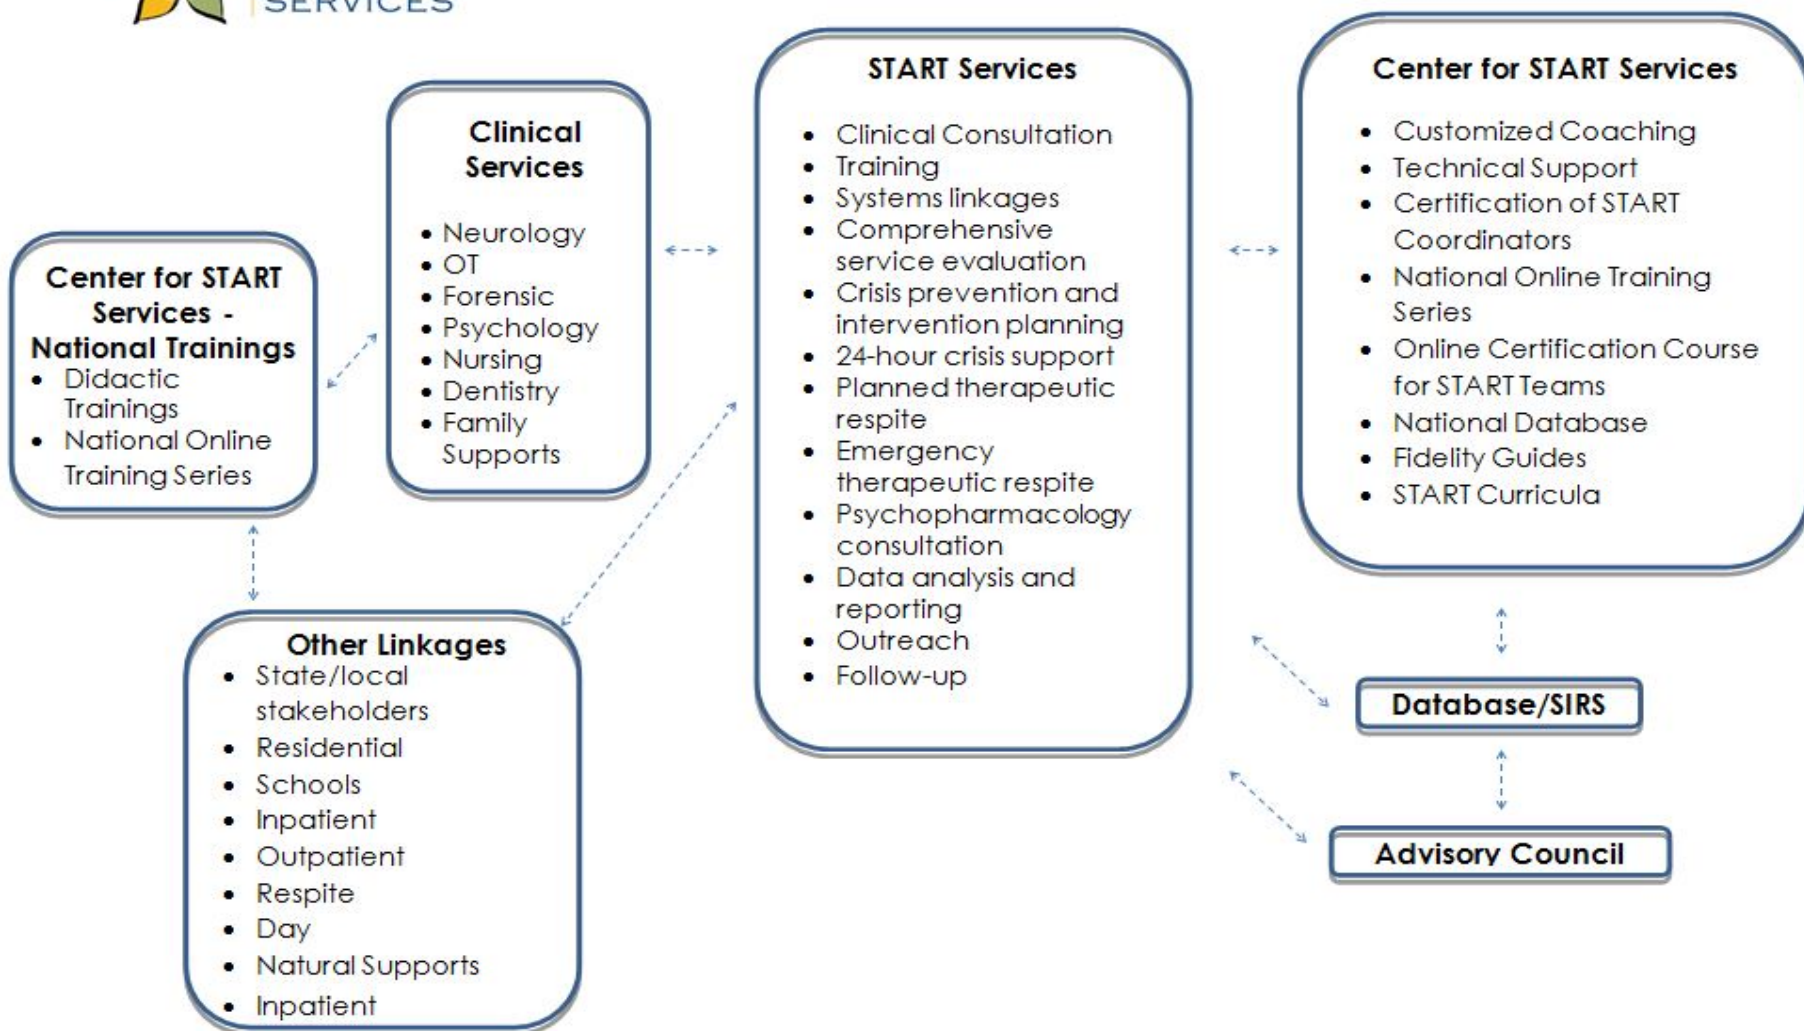 SERVICES
Center for START
Services -
National Trainings
• Didactic
Trainings
• National Online
Training Series
Clinical
Services
• Neurology
• OT
• Forensic
• Psychology
• Nursing
• Dentistry
• Family
Supports
Other Linkages
• State/local
stakeholders
• Residential
• Schools
• Inpatient
• Outpatient
• Respite
• Day
• Natural Supports
• Inpatient
START Services
• Clinical Consultation
• Training
• Systems linkages
• Comprehensive
service evaluation
• Crisis prevention and
intervention planning
• 24-hour crisis support
• Planned therapeutic
respite
• Emergency
therapeutic respite
• Psychopharmacology
consultation
• Data analysis and
reporting
• Outreach
• Follow-up
Center for START Services
• Customized Coaching
• Technical Support
• Certification of START
Coordinators
• National Online Training
Series
• Online Certification Course
for START Teams
• National Database
• Fidelity Guides
• START Curricula
Database/SIRS
Advisory Council